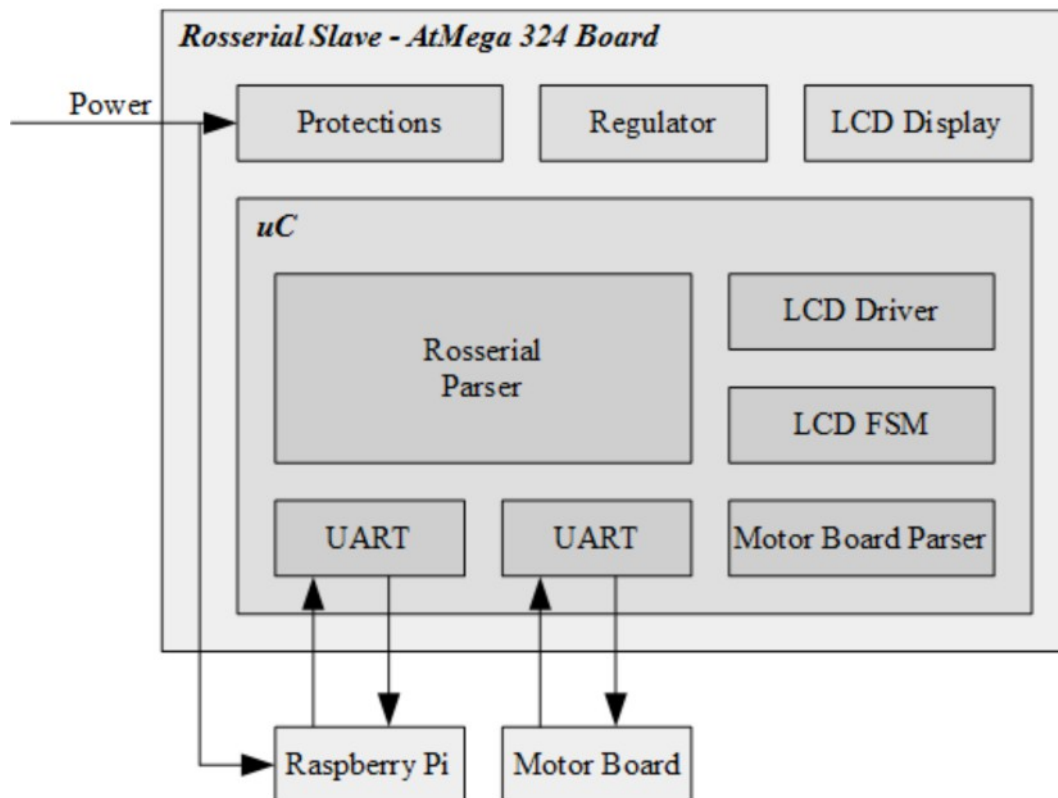 Rosserial Slave - AtMega 324 Board
Power
Protections
Regulator
LCD Display
uC
Rosserial
Parser
LCD Driver
LCD FSM
UART
UART
Motor Board Parser
Raspberry Pi
Motor Board